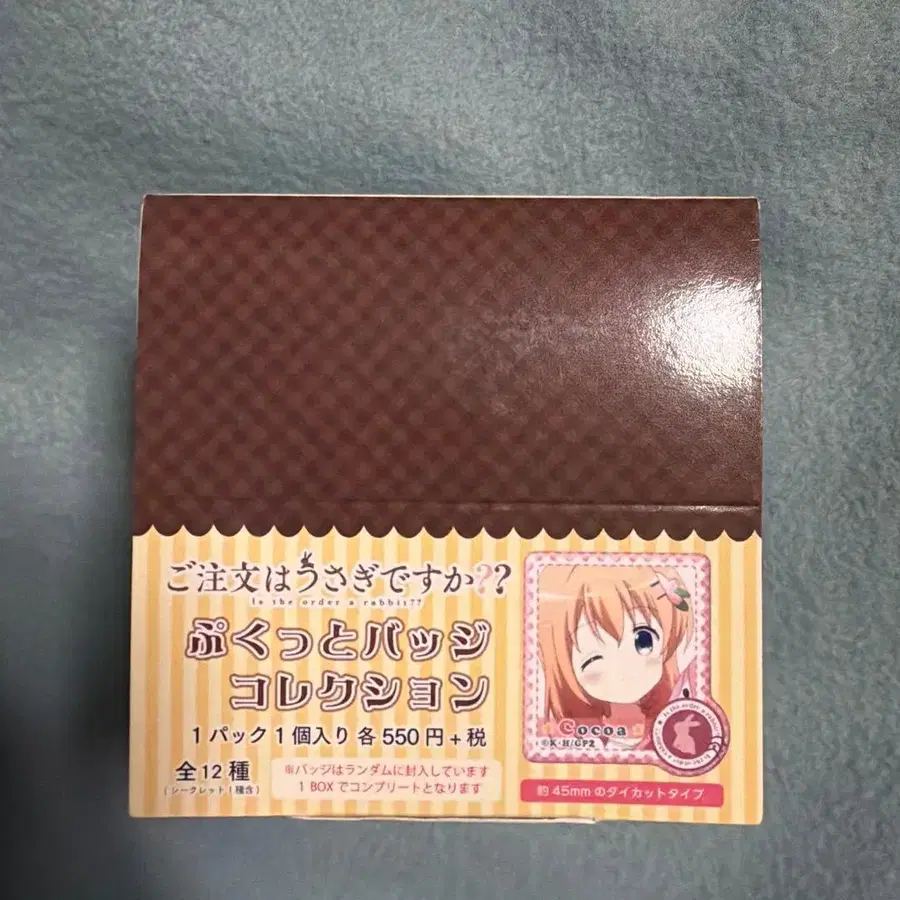 ご注文はうさぎですか??
Is the order a rabbit??
ぷくっとバッジ
コレクション
1パック1個入り 各550円+税
全12種
(シークレット1種含)
※バッジはランダムに封入しています
1BOXでコンプリートとなります
Cocoa
©K・H/GP2
Is the order a rabbit??
約45mmのダイカットタイプ